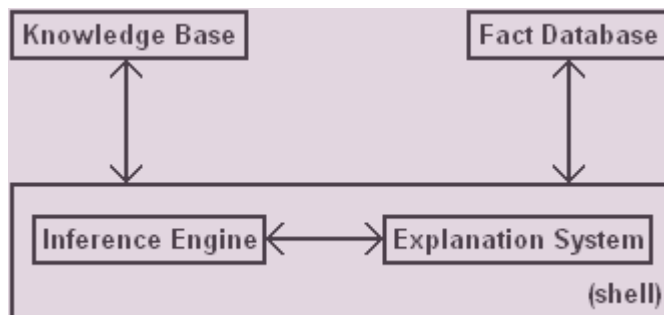 Knowledge Base
Fact Database
Inference Engine
Explanation System
(shell)